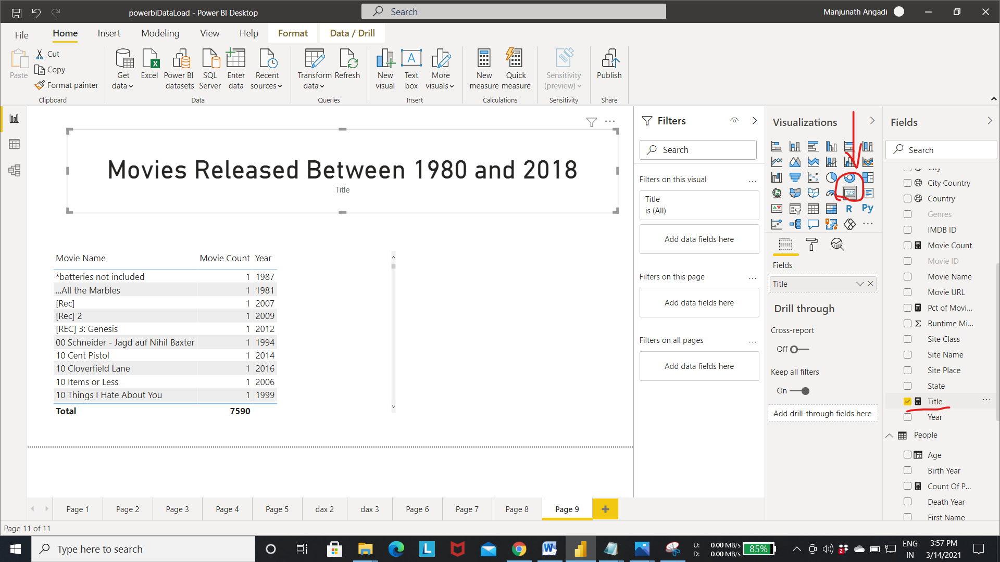 powerbiDataLoad - Power BI Desktop
Search
Manjunath Angadi
File
Home
Insert
Modeling
View
Help
Format
Data / Drill
Paste
Cut
Copy
Format painter
Clipboard
Get data
Excel
Power BI datasets
SQL Server
Enter data
Recent sources
Data
Transform data
Refresh
Queries
New visual
Text box
More visuals
Insert
New measure
Quick measure
Calculations
Sensitivity (preview)
Sensitivity
Publish
Share
Movies Released Between 1980 and 2018
Title
Movie Name Movie Count Year
*batteries not included 1 1987
...All the Marbles 1 1981
[Rec] 1 2007
[Rec] 2 1 2009
[REC] 3: Genesis 1 2012
00 Schneider - Jagd auf Nihil Baxter 1 1994
10 Cent Pistol 1 2014
10 Cloverfield Lane 1 2016
10 Items or Less 1 2006
10 Things I Hate About You 1 1999
Total 7590
Filters
Search
Filters on this visual
...
Title
is (All)
Add data fields here
Filters on this page
...
Add data fields here
Filters on all pages
...
Add data fields here
Visualizations
123
R
Py
...
Fields
Title
Drill through
Cross-report
Off
Keep all filters
On
Add drill-through fields here
Fields
Search
City
City Country
Country
Genres
IMDB ID
Movie Count
Movie ID
Movie Name
Movie URL
Pct of Movi...
Runtime Mi...
Site Class
Site Name
Site Place
State
Title
...
Year
People
Age
Birth Year
Count Of P...
Death Year
First Name
Page 1
Page 2
Page 3
Page 4
Page 5
dax 2
dax 3
Page 6
Page 7
Page 8
Page 9
+
Page 11 of 11
Type here to search
U: 0.00 MB/s
D: 0.00 MB/s
85%
2
ENG
IN
3:57 PM
3/14/2021